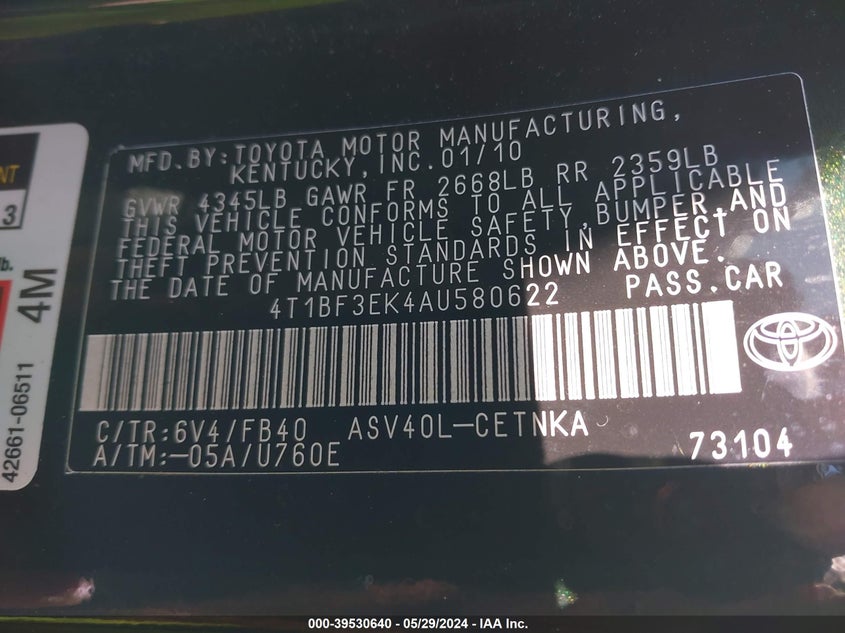 MFD.BY:TOYOTA MOTOR MANUFACTURING,
KENTUCKY,INC.01/10
GVWR 4345LB GAWR FR 2668LB RR 2359LB
THIS VEHICLE CONFORMS TO ALL APPLICABLE
FEDERAL MOTOR VEHICLE SAFETY,BUMPER,AND
THEFT PREVENTION STANDARDS IN EFFECT ON
THE DATE OF MANUFACTURE SHOWN ABOVE.
4T1BF3EK4AU580622 PASS.CAR
C/TR:6V4/FB40 ASV40L-CETNKA
A/TM:-05A/U760E 73104
NT
3
lb.
4M
42661-06511
000-39530640 - 05/29/2024 - IAA Inc.